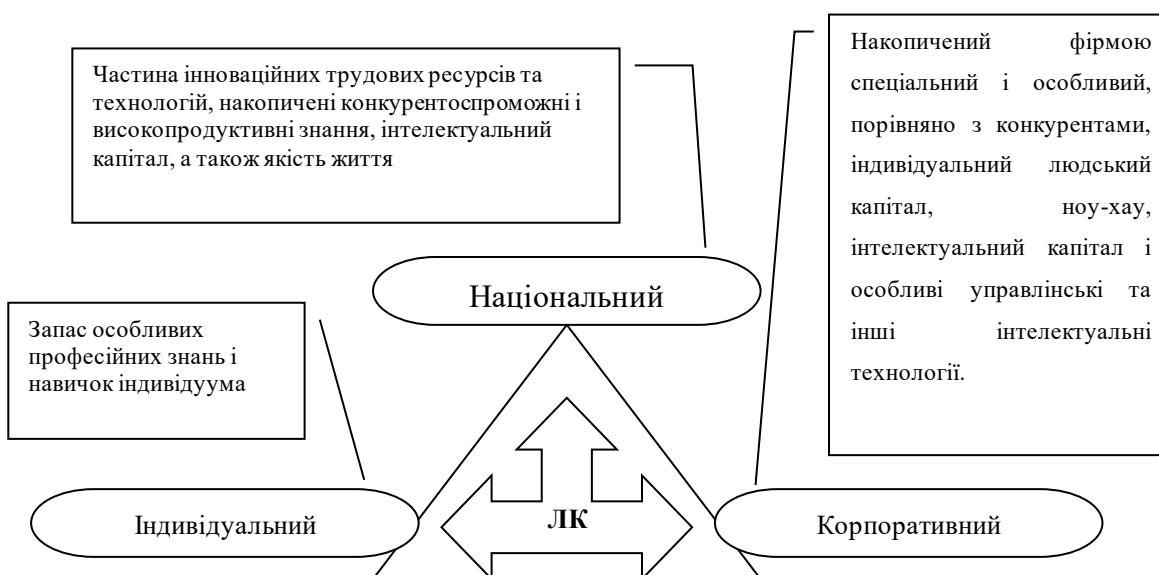 Частина інноваційних трудових ресурсів та
технологій, накопичені конкурентоспроможні і
високопродуктивні знання, інтелектуальний
капітал, а також якість життя
Накопичений фірмою
спеціальний і особливий,
порівняно з конкурентами,
індивідуальний людський
капітал, ноу-хау,
інтелектуальний капітал і
особливі управлінські та
інші інтелектуальні
технології.
Національний
Запас особливих
професійних знань і
навичок індивідуума
Індивідуальний
ЛК
Корпоративний